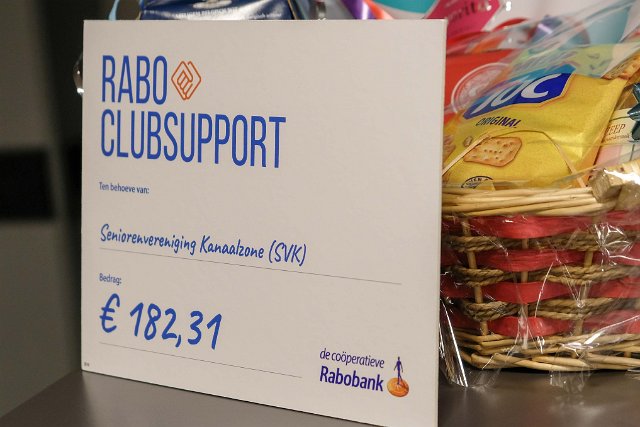 RABO
CLUBSUPPORT
Ten behoeve van:
Seniorenvereniging Kanaalzone (SVK)
Bedrag:
€ 182,31
de coöperatieve
Rabobank
TUC
ORIGINAL